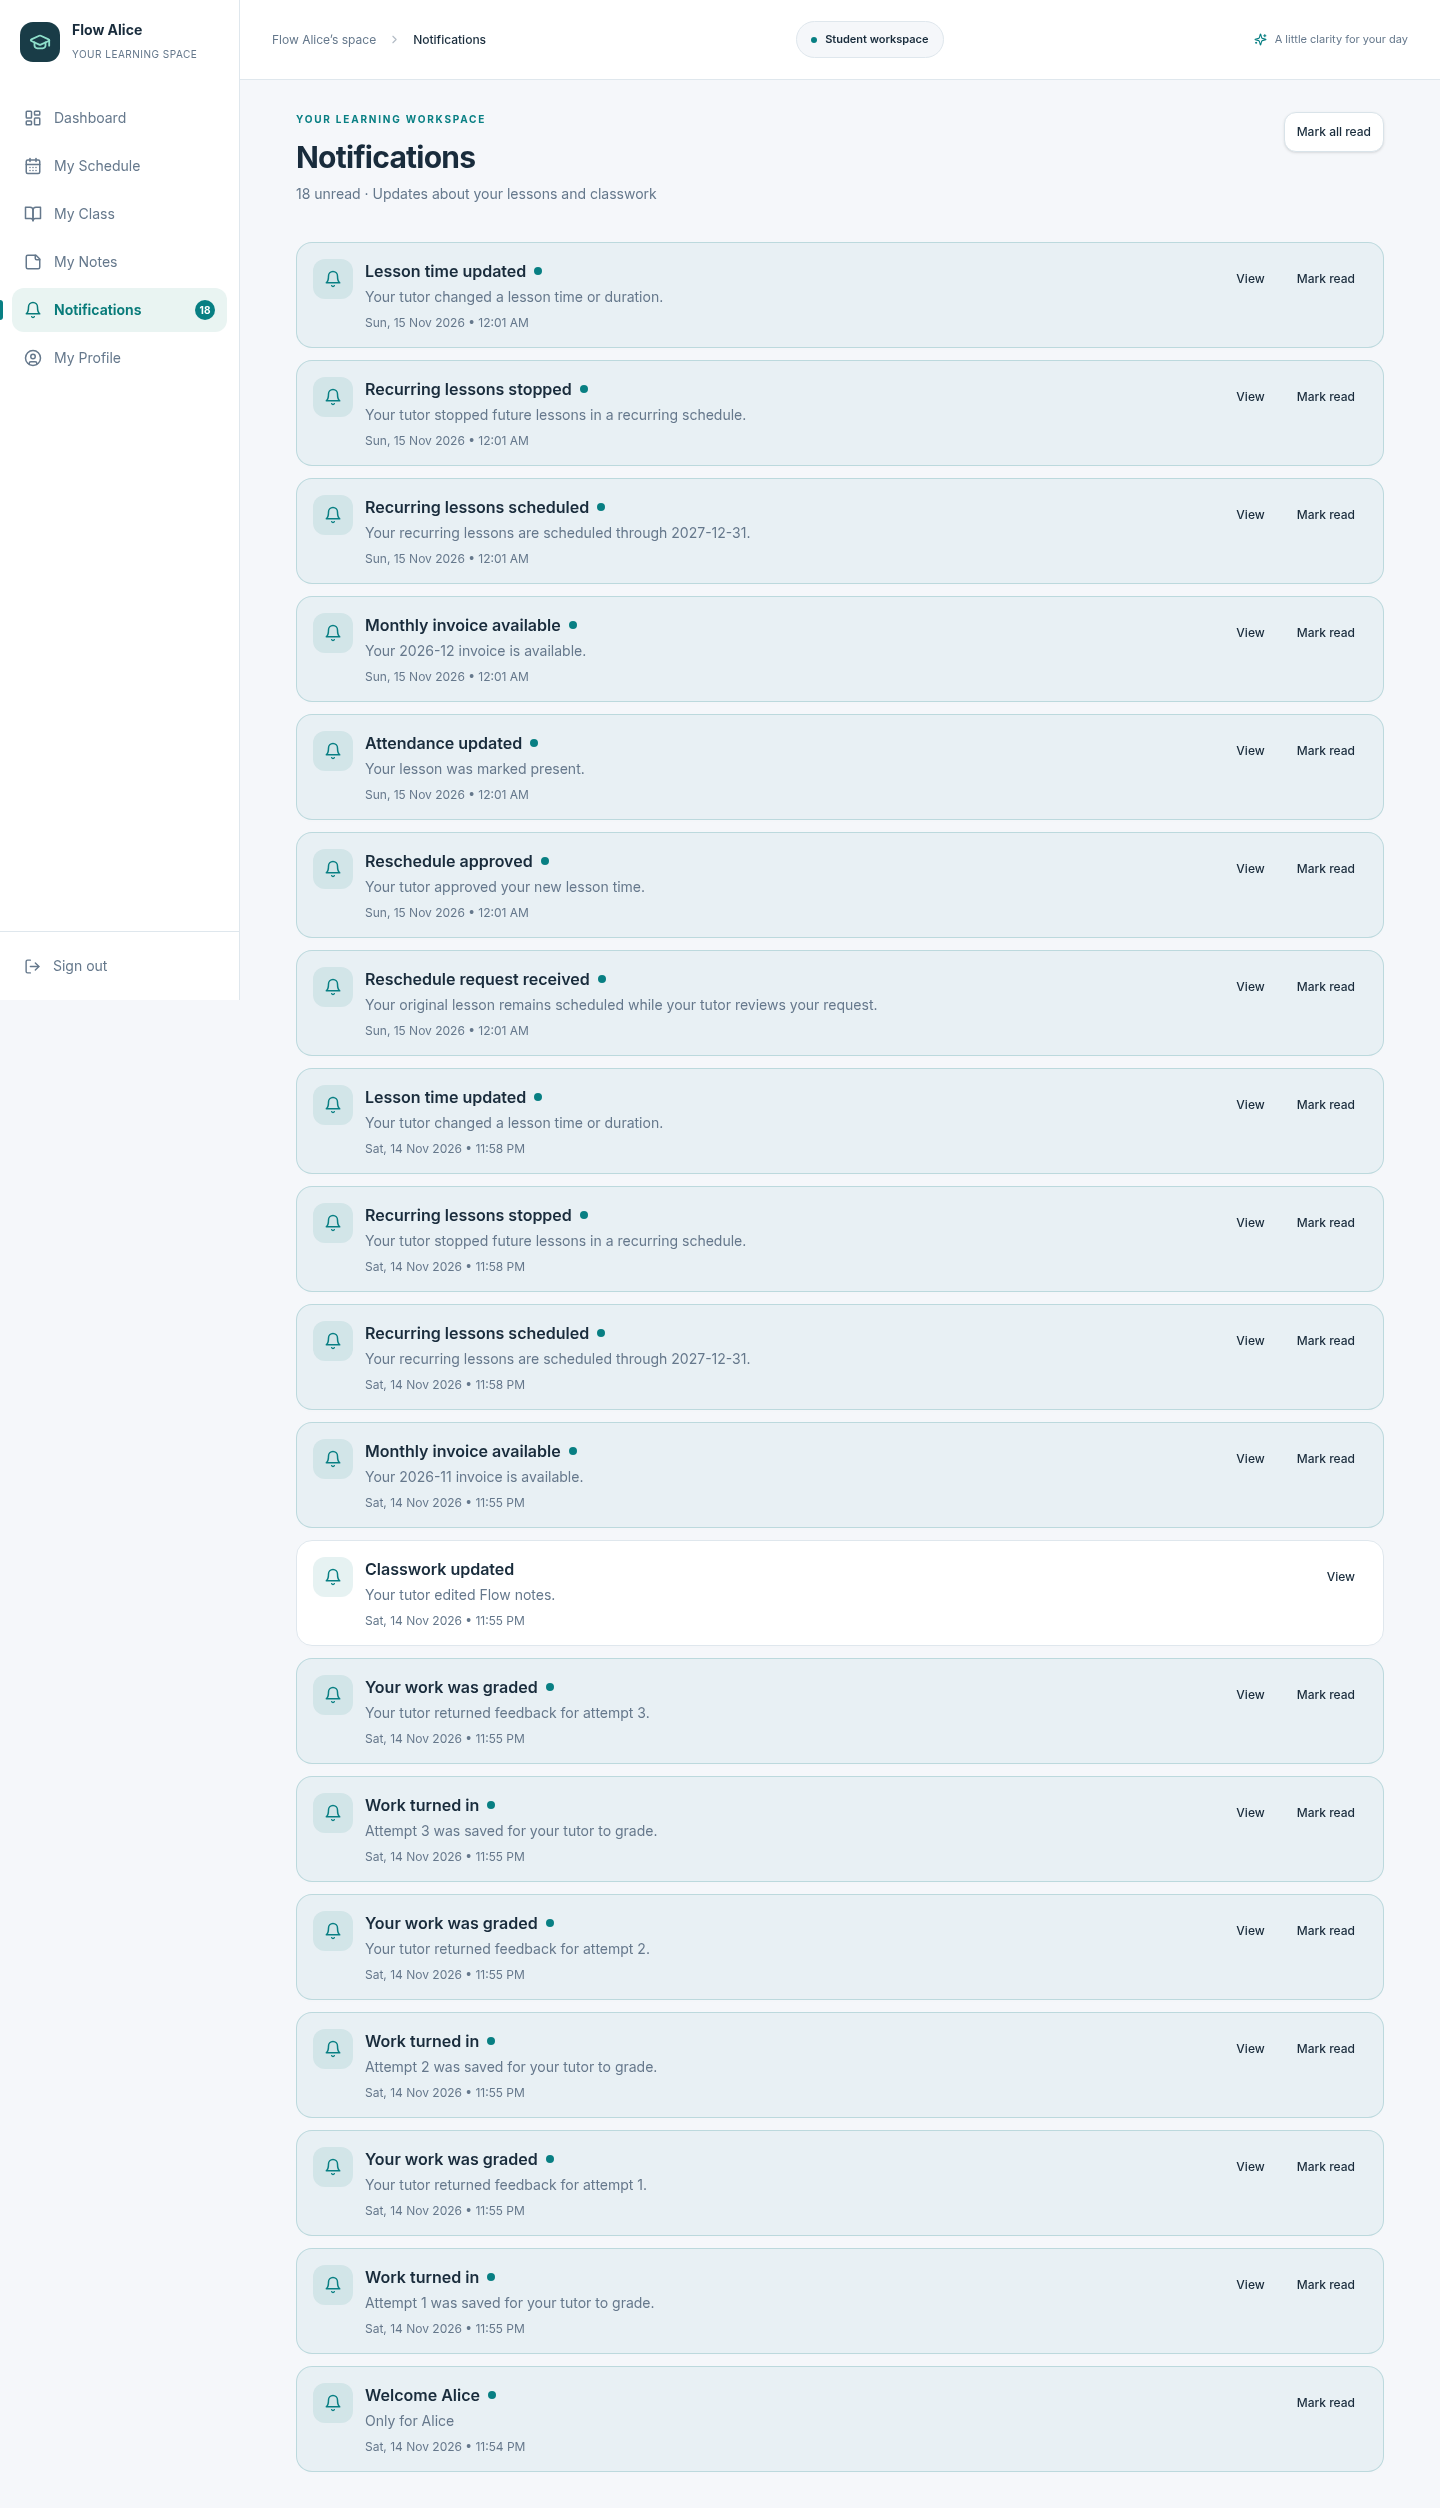 Flow Alice
YOUR LEARNING SPACE
Dashboard
My Schedule
My Class
My Notes
Notifications 18
My Profile
Sign out
Flow Alice's space > Notifications
Student workspace
A little clarity for your day
YOUR LEARNING WORKSPACE
Notifications
18 unread · Updates about your lessons and classwork
Mark all read
Lesson time updated
Your tutor changed a lesson time or duration.
Sun, 15 Nov 2026 • 12:01 AM
View Mark read
Recurring lessons stopped
Your tutor stopped future lessons in a recurring schedule.
Sun, 15 Nov 2026 • 12:01 AM
View Mark read
Recurring lessons scheduled
Your recurring lessons are scheduled through 2027-12-31.
Sun, 15 Nov 2026 • 12:01 AM
View Mark read
Monthly invoice available
Your 2026-12 invoice is available.
Sun, 15 Nov 2026 • 12:01 AM
View Mark read
Attendance updated
Your lesson was marked present.
Sun, 15 Nov 2026 • 12:01 AM
View Mark read
Reschedule approved
Your tutor approved your new lesson time.
Sun, 15 Nov 2026 • 12:01 AM
View Mark read
Reschedule request received
Your original lesson remains scheduled while your tutor reviews your request.
Sun, 15 Nov 2026 • 12:01 AM
View Mark read
Lesson time updated
Your tutor changed a lesson time or duration.
Sat, 14 Nov 2026 • 11:58 PM
View Mark read
Recurring lessons stopped
Your tutor stopped future lessons in a recurring schedule.
Sat, 14 Nov 2026 • 11:58 PM
View Mark read
Recurring lessons scheduled
Your recurring lessons are scheduled through 2027-12-31.
Sat, 14 Nov 2026 • 11:58 PM
View Mark read
Monthly invoice available
Your 2026-11 invoice is available.
Sat, 14 Nov 2026 • 11:55 PM
View Mark read
Classwork updated
Your tutor edited Flow notes.
Sat, 14 Nov 2026 • 11:55 PM
View
Your work was graded
Your tutor returned feedback for attempt 3.
Sat, 14 Nov 2026 • 11:55 PM
View Mark read
Work turned in
Attempt 3 was saved for your tutor to grade.
Sat, 14 Nov 2026 • 11:55 PM
View Mark read
Your work was graded
Your tutor returned feedback for attempt 2.
Sat, 14 Nov 2026 • 11:55 PM
View Mark read
Work turned in
Attempt 2 was saved for your tutor to grade.
Sat, 14 Nov 2026 • 11:55 PM
View Mark read
Your work was graded
Your tutor returned feedback for attempt 1.
Sat, 14 Nov 2026 • 11:55 PM
View Mark read
Work turned in
Attempt 1 was saved for your tutor to grade.
Sat, 14 Nov 2026 • 11:55 PM
View Mark read
Welcome Alice
Only for Alice
Sat, 14 Nov 2026 • 11:54 PM
Mark read